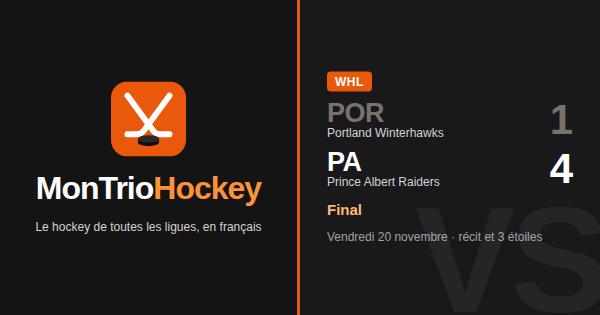 MonTrioHockey
Le hockey de toutes les ligues, en français
WHL
POR 1
Portland Winterhawks
PA 4
Prince Albert Raiders
Final
Vendredi 20 novembre · récit et 3 étoiles
VS